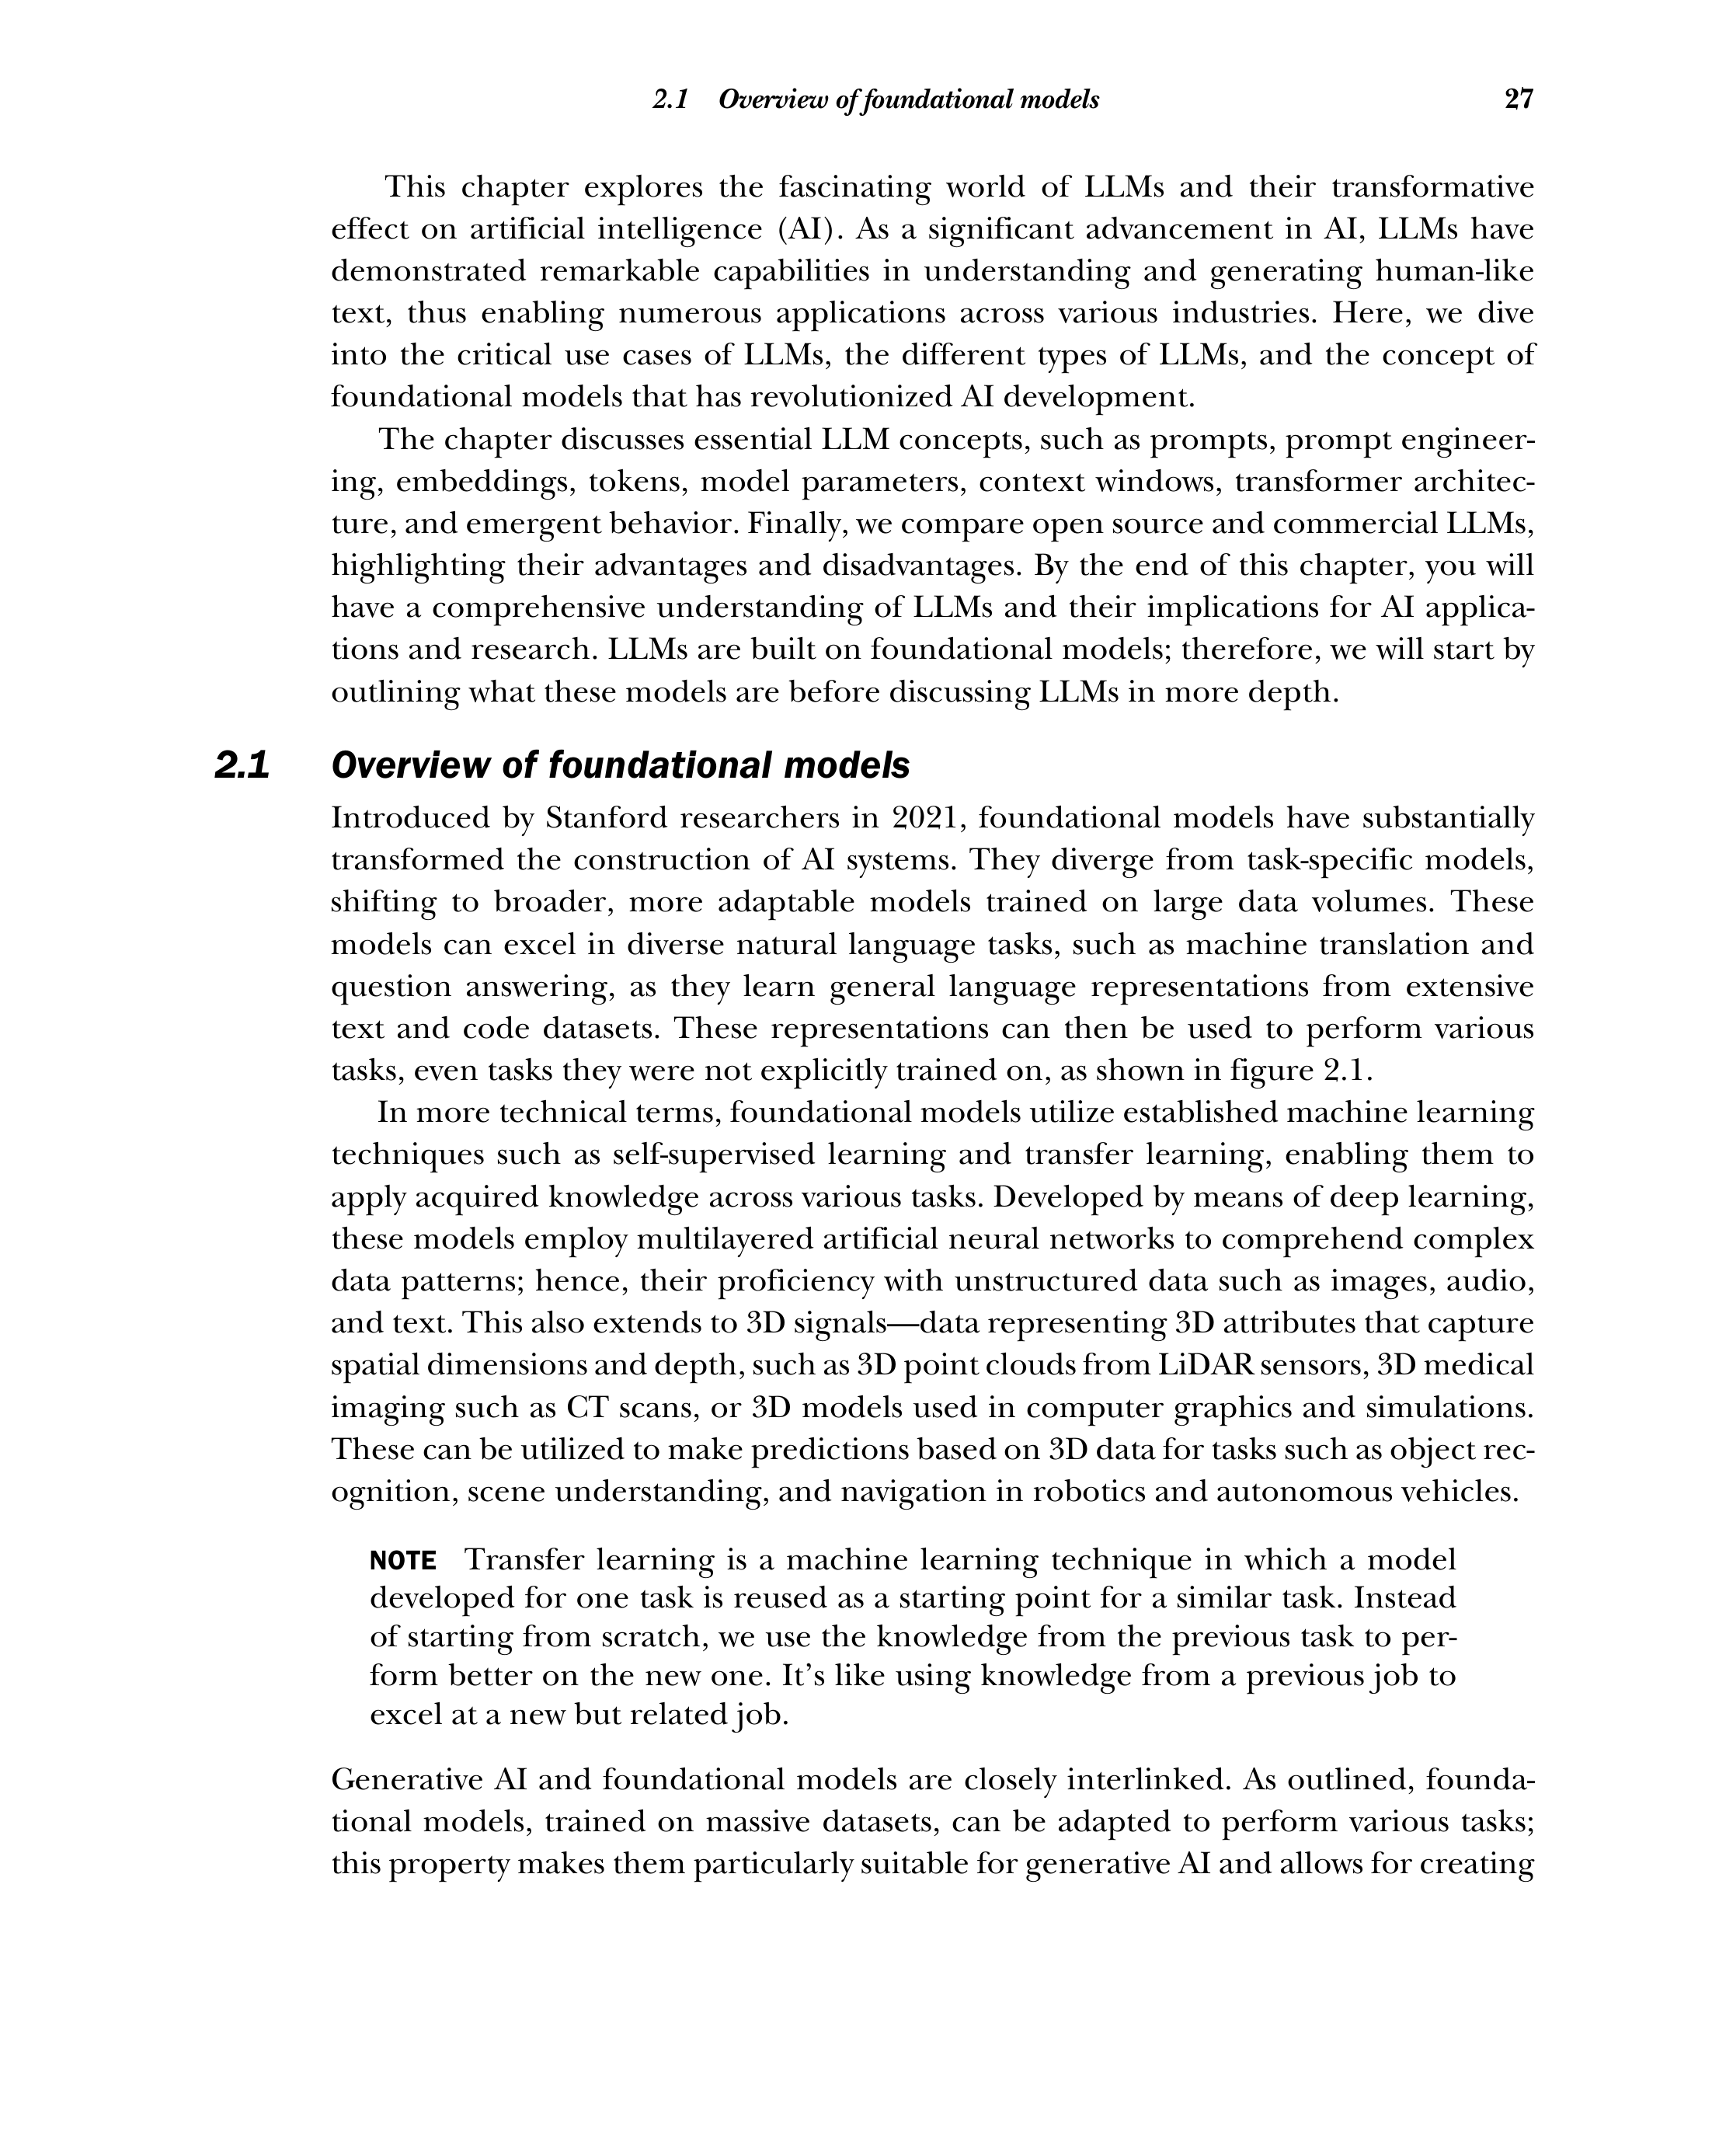 2.1 Overview of foundational models 27
This chapter explores the fascinating world of LLMs and their transformative
effect on artificial intelligence (AI). As a significant advancement in AI, LLMs have
demonstrated remarkable capabilities in understanding and generating human-like
text, thus enabling numerous applications across various industries. Here, we dive
into the critical use cases of LLMs, the different types of LLMs, and the concept of
foundational models that has revolutionized AI development.
The chapter discusses essential LLM concepts, such as prompts, prompt engineer-
ing, embeddings, tokens, model parameters, context windows, transformer architec-
ture, and emergent behavior. Finally, we compare open source and commercial LLMs,
highlighting their advantages and disadvantages. By the end of this chapter, you will
have a comprehensive understanding of LLMs and their implications for AI applica-
tions and research. LLMs are built on foundational models; therefore, we will start by
outlining what these models are before discussing LLMs in more depth.
2.1 Overview of foundational models
Introduced by Stanford researchers in 2021, foundational models have substantially
transformed the construction of AI systems. They diverge from task-specific models,
shifting to broader, more adaptable models trained on large data volumes. These
models can excel in diverse natural language tasks, such as machine translation and
question answering, as they learn general language representations from extensive
text and code datasets. These representations can then be used to perform various
tasks, even tasks they were not explicitly trained on, as shown in figure 2.1.
In more technical terms, foundational models utilize established machine learning
techniques such as self-supervised learning and transfer learning, enabling them to
apply acquired knowledge across various tasks. Developed by means of deep learning,
these models employ multilayered artificial neural networks to comprehend complex
data patterns; hence, their proficiency with unstructured data such as images, audio,
and text. This also extends to 3D signals—data representing 3D attributes that capture
spatial dimensions and depth, such as 3D point clouds from LiDAR sensors, 3D medical
imaging such as CT scans, or 3D models used in computer graphics and simulations.
These can be utilized to make predictions based on 3D data for tasks such as object rec-
ognition, scene understanding, and navigation in robotics and autonomous vehicles.
NOTE Transfer learning is a machine learning technique in which a model
developed for one task is reused as a starting point for a similar task. Instead
of starting from scratch, we use the knowledge from the previous task to per-
form better on the new one. It’s like using knowledge from a previous job to
excel at a new but related job.
Generative AI and foundational models are closely interlinked. As outlined, founda-
tional models, trained on massive datasets, can be adapted to perform various tasks;
this property makes them particularly suitable for generative AI and allows for creating